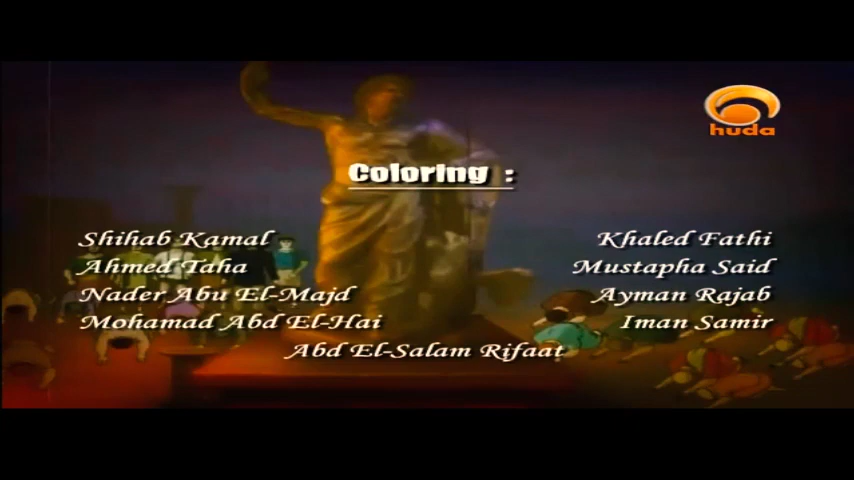 huda
Coloring :
Shihab Kamal
Khaled Fathi
Ahmed Taha
Mustapha Said
Nader Abu El-Majd
Ayman Rajab
Mohamad Abd El-Hai
Iman Samir
Abd El-Salam Rifaat